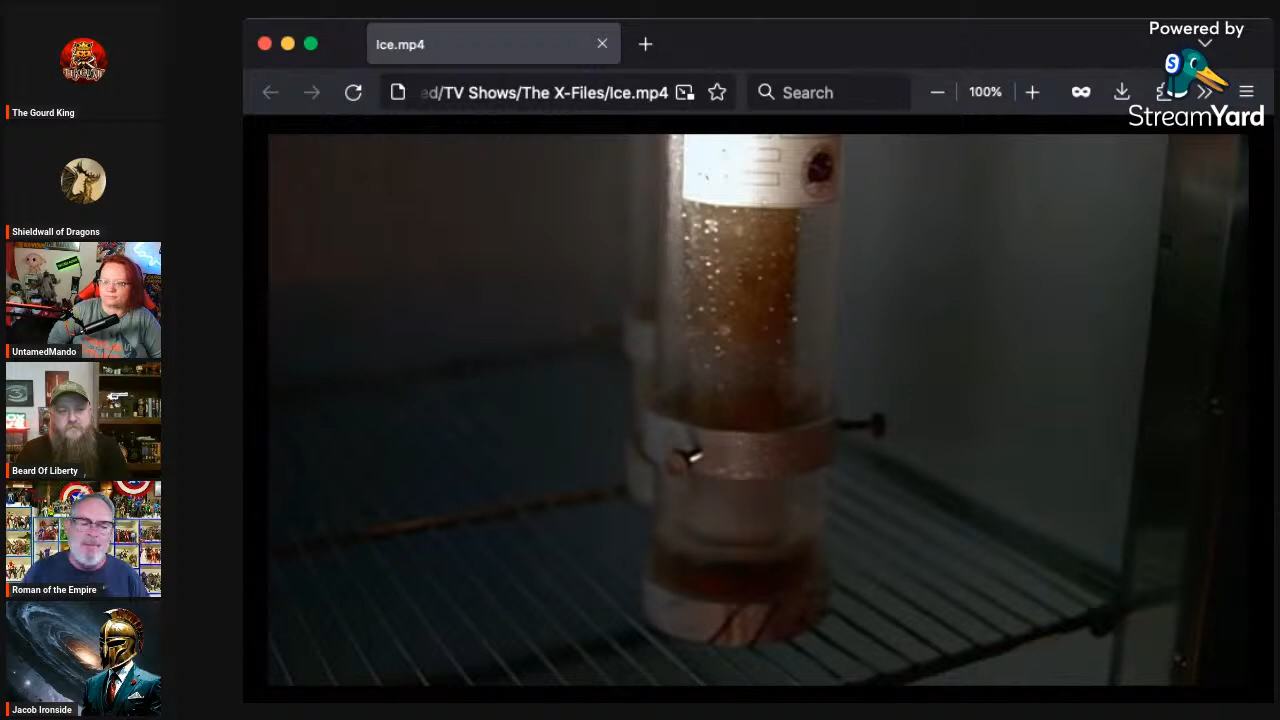 The Gourd King
Shieldwall of Dragons
UntamedMando
Beard Of Liberty
Roman of the Empire
Jacob Ironside
Ice.mp4
ed/TV Shows/The X-Files/Ice.mp4
Search
100%
Powered by
S
StreamYard